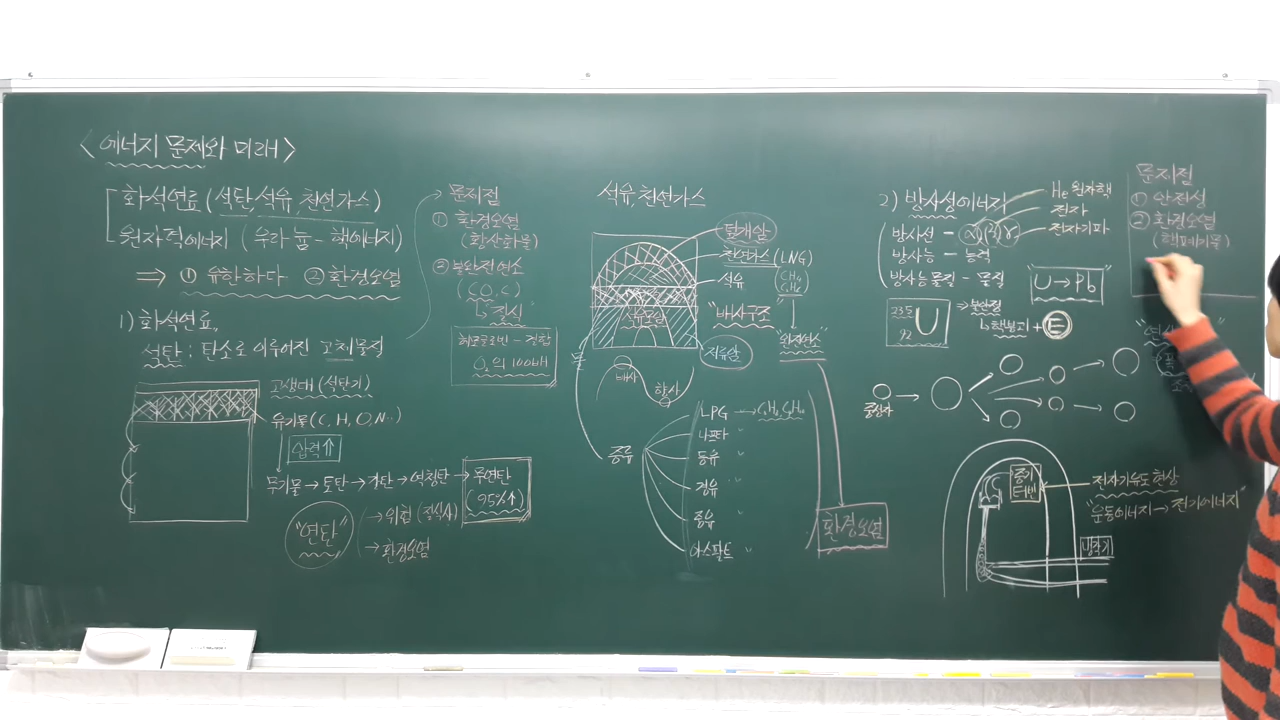 <에너지 문제와 미래>
화석연료 (석탄, 석유, 천연가스)
원자력에너지 (우라늄 - 핵에너지)
⇒ ① 유한하다 ② 환경오염
1) 화석연료
석탄 : 탄소로 이루어진 고체물질
고생대 (석탄기)
유기물 (C, H, O, N…)
압력↑
유기물 → 토탄 → 갈탄 → 역청탄 → 무연탄
(95%↑)
"연탄"
→ 위험 (질식사)
→ 환경오염
→ 문제점
① 환경오염
(황산화물)
② 불완전연소
(CO, C)
↳ 질식
헤모글로빈 - 결합
O₂의 100배
석유, 천연가스
덮개암
천연가스 (LNG)
석유
(CH₄
C₂H₆)
"배사구조"
저류암
물
배사
향사
"완전연소"
증류
LPG → C₃H₈ C₄H₁₀
나프타 "
등유 "
경유 "
중유 "
아스팔트 "
환경오염
2) 방사성에너지
방사선 - α, β, γ
He 원자핵
전자
전자기파
방사능 - 능력
방사능물질 - 물질
"U → Pb"
235
92
U
⇒ 불안정
↳ 핵붕괴 + E
중성자
증기
터빈
전자기유도 현상
"운동에너지 → 전기에너지"
냉각기
문제점
① 안전성
② 환경오염
(핵폐기물)